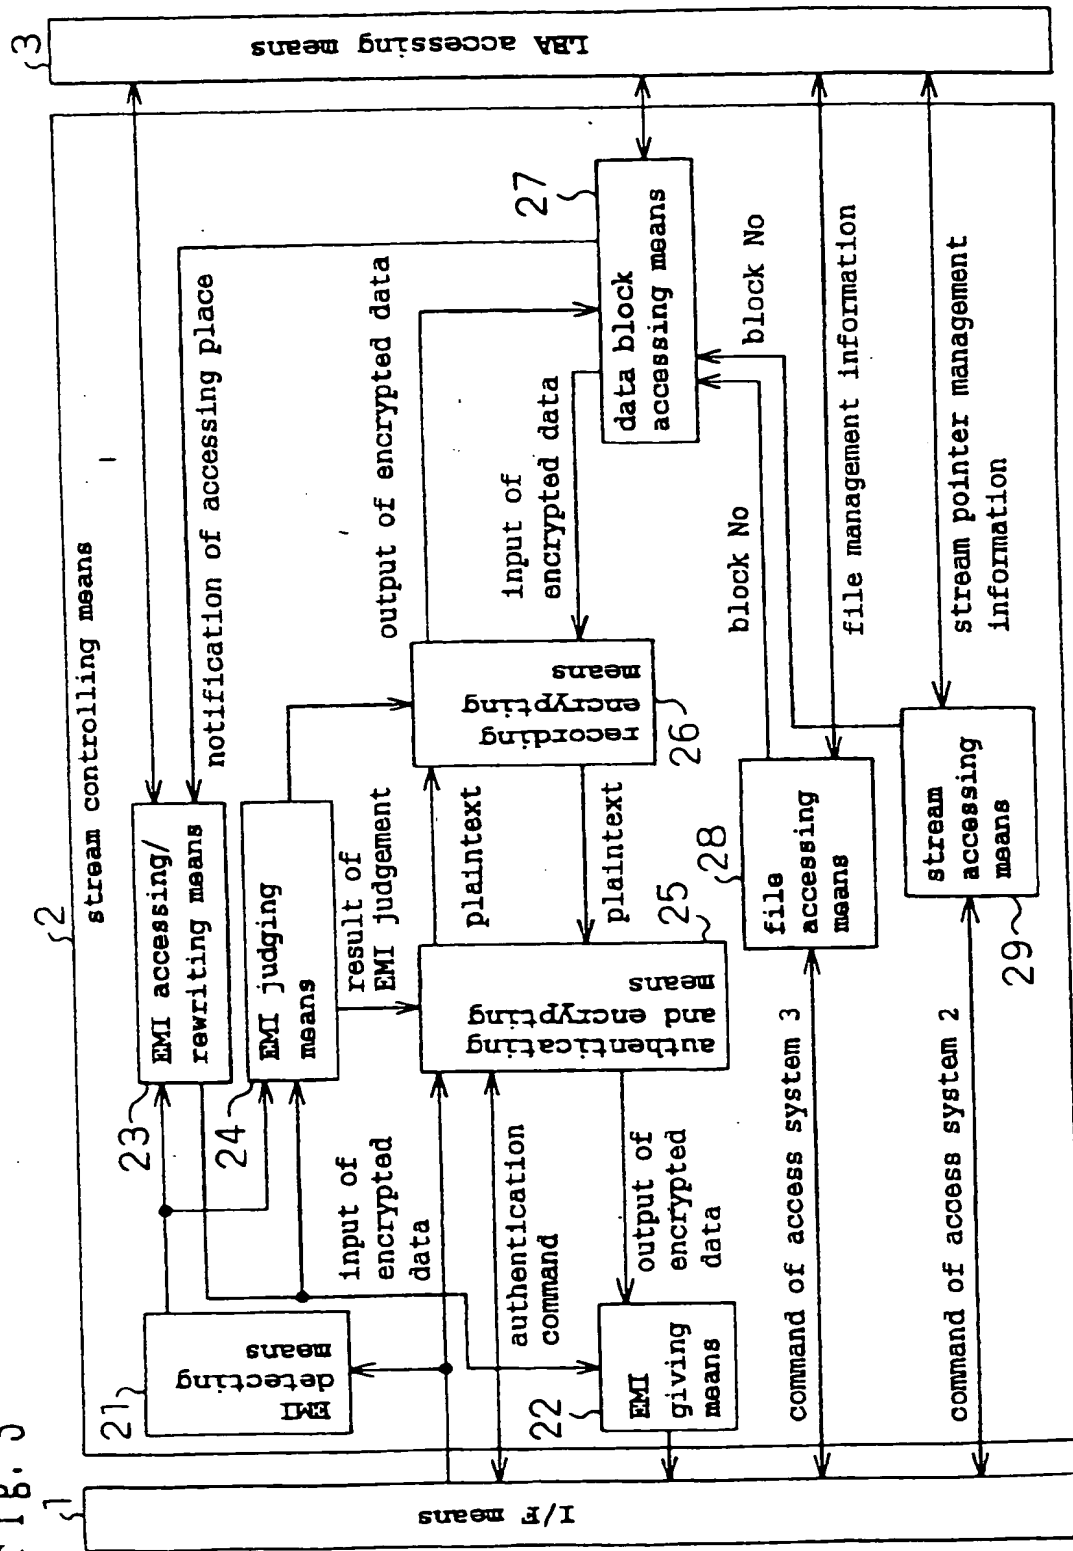 Fig. 3
1
I/F means
2
stream controlling means
3
LBA accessing means
21
EMI
detecting
means
22
EMI
giving
means
23
EMI accessing/
rewriting means
24
EMI judging
means
result of
EMI judgement
25
authenticating
and encrypting
means
26
recording
encrypting
means
27
data block
accessing means
28
file
accessing
means
29
stream
accessing
means
notification of accessing place
output of encrypted data
input of
encrypted data
plaintext
plaintext
input of
encrypted
data
authentication
command
output of
encrypted
data
block No
block No
file management information
stream pointer management
information
command of access system 3
command of access system 2